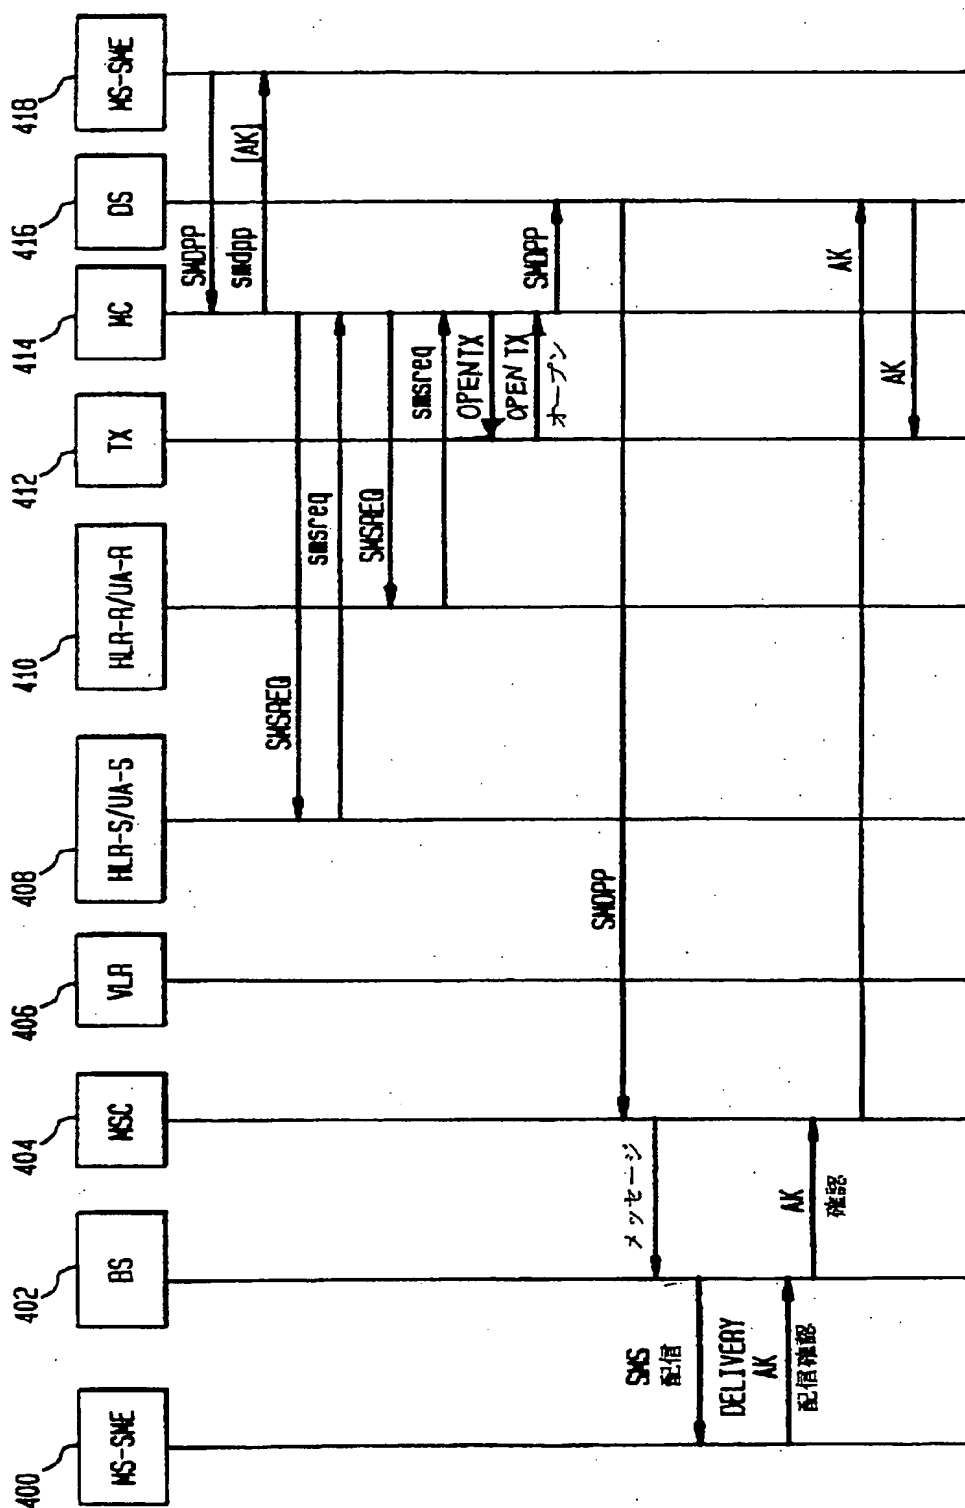 400
MS-SME
402
BS
404
MSC
406
VLR
408
HLR-S/UA-S
410
HLR-R/UA-R
412
TX
414
MC
416
DS
418
MS-SME
SMDPP
smdpp
[AK]
SMSREQ
smsreq
SMSREQ
smsreq
OPENTX
OPEN TX
オープン
SMDPP
SMDPP
メッセージ
SMS
配信
DELIVERY
AK
配信確認
AK
確認
AK
AK